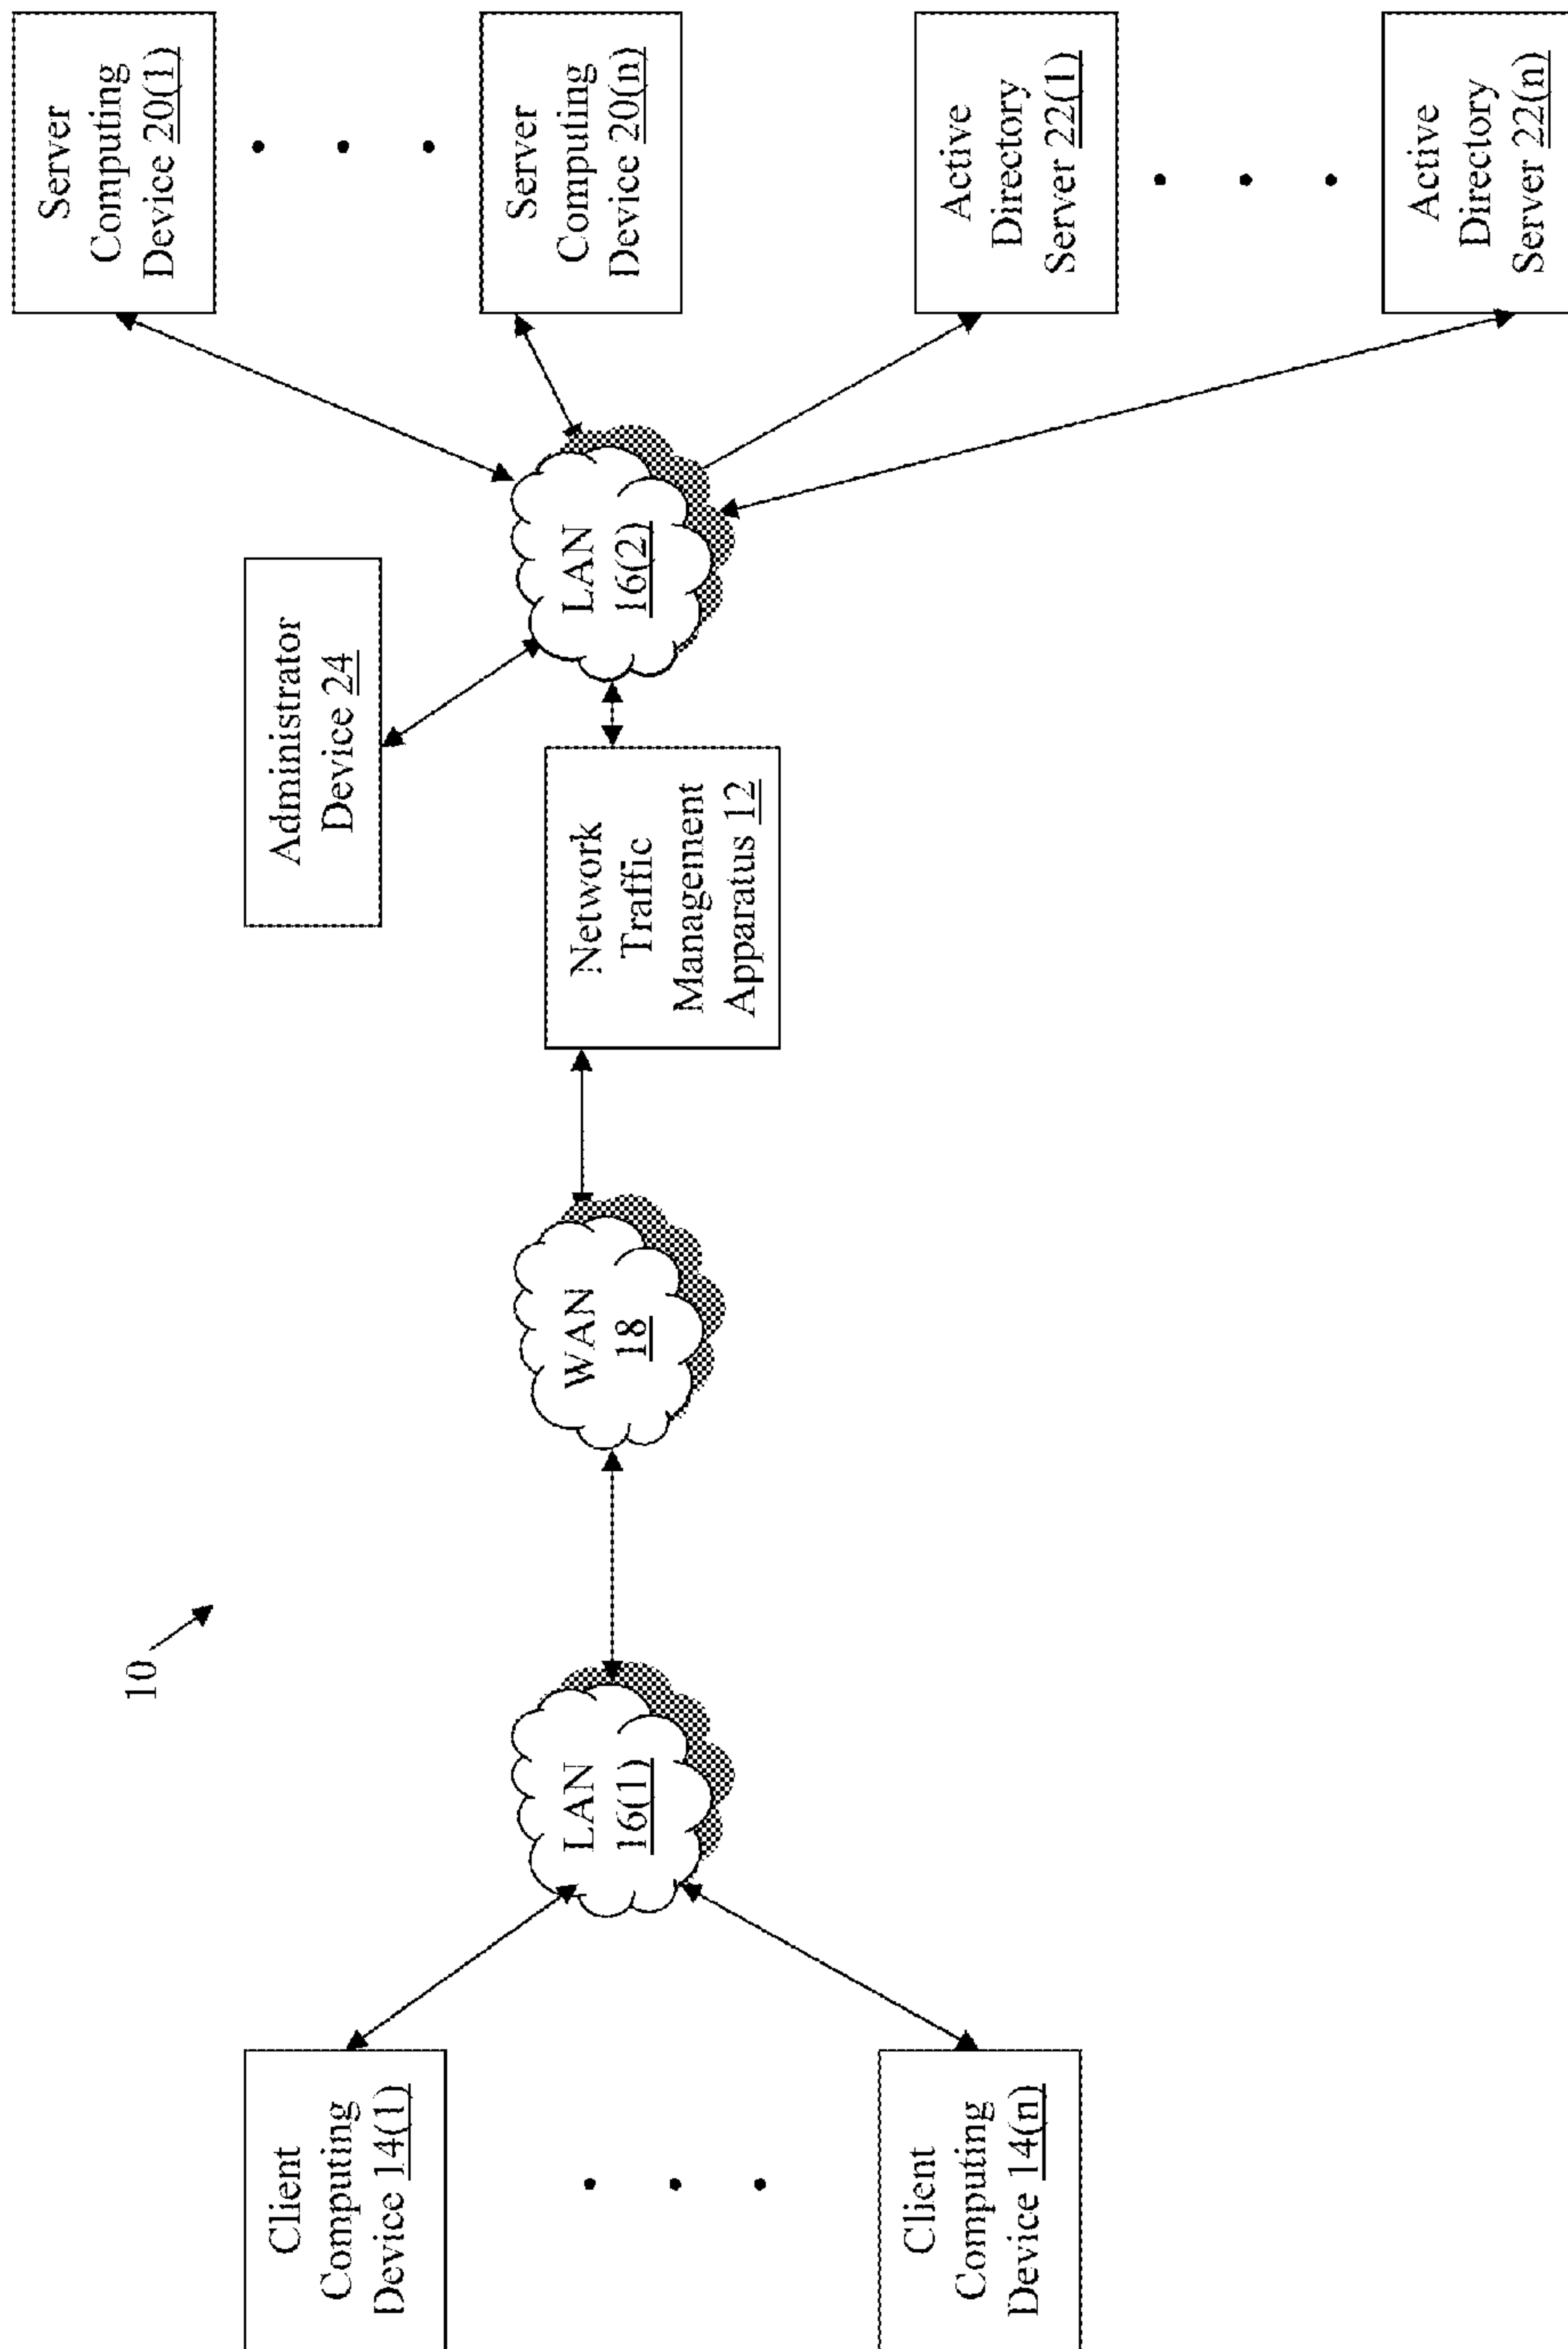 10
Client
Computing
Device 14(1)
Client
Computing
Device 14(n)
LAN
16(1)
WAN
18
Network
Traffic
Management
Apparatus 12
Administrator
Device 24
LAN
16(2)
Server
Computing
Device 20(1)
Server
Computing
Device 20(n)
Active
Directory
Server 22(1)
Active
Directory
Server 22(n)